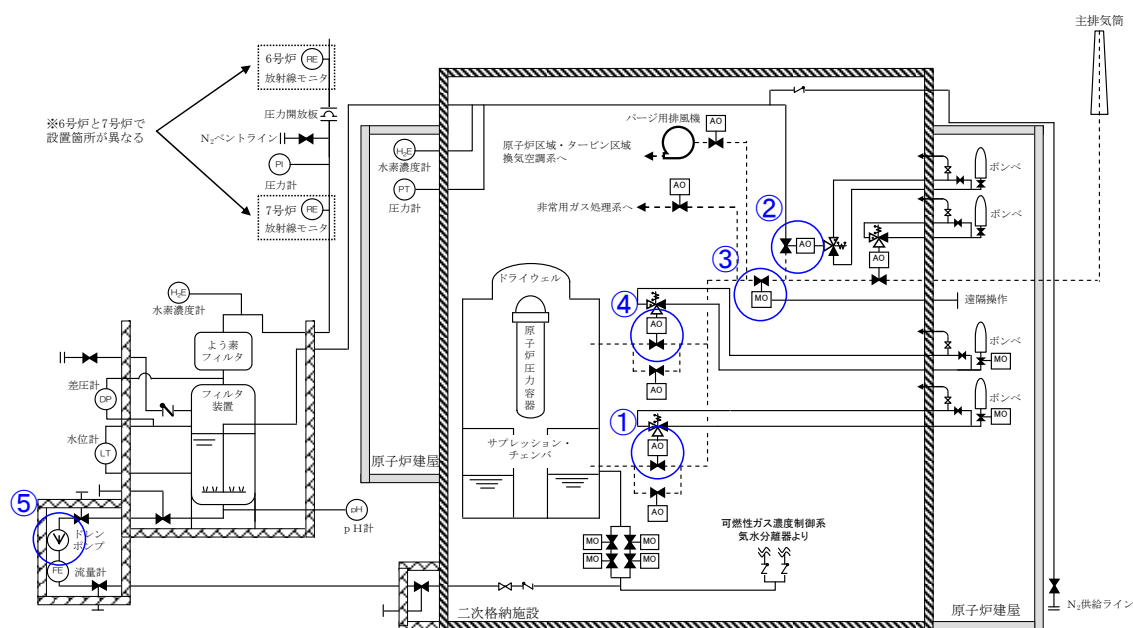 主排気筒
6号炉 RE
放射線モニタ
圧力開放板
※6号炉と7号炉で
設置箇所が異なる
N₂ベントライン
PI
圧力計
7号炉 RE
放射線モニタ
H₂E
水素濃度計
PT
圧力計
パージ用排風機
AO
原子炉区域・タービン区域
換気空調系へ
AO
非常用ガス処理系へ
②
AO
ボンベ
ボンベ
AO
③
MO
遠隔操作
H₂E
水素濃度計
ドライウェル
原子炉圧力容器
④
AO
AO
ボンベ
MO
よう素
フィルタ
差圧計
DP
フィルタ
装置
水位計
LT
①
AO
AO
ボンベ
MO
サプレッション・
チェンバ
原子炉建屋
⑤
ドレン
ポンプ
FE
流量計
pH
pH計
MO
MO
MO
MO
可燃性ガス濃度制御系
気水分離器より
二次格納施設
原子炉建屋
N₂供給ライン